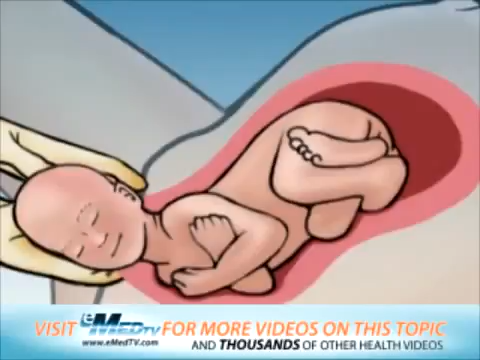 VISIT eMEDTV FOR MORE VIDEOS ON THIS TOPIC
www.eMedTV.com AND THOUSANDS OF OTHER HEALTH VIDEOS